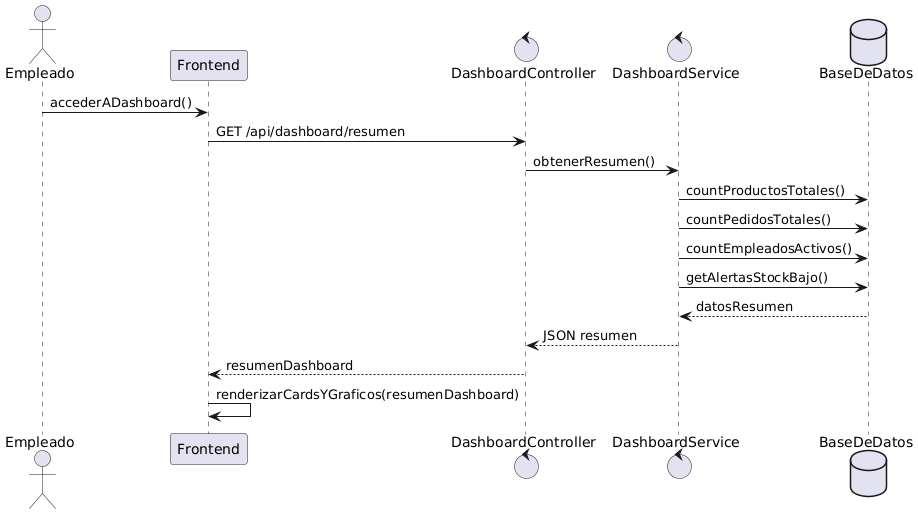 Empleado
Frontend
DashboardController
DashboardService
BaseDeDatos
accederADashboard()
GET /api/dashboard/resumen
obtenerResumen()
countProductosTotales()
countPedidosTotales()
countEmpleadosActivos()
getAlertasStockBajo()
datosResumen
JSON resumen
resumenDashboard
renderizarCardsYGraficos(resumenDashboard)
Empleado
Frontend
DashboardController
DashboardService
BaseDeDatos